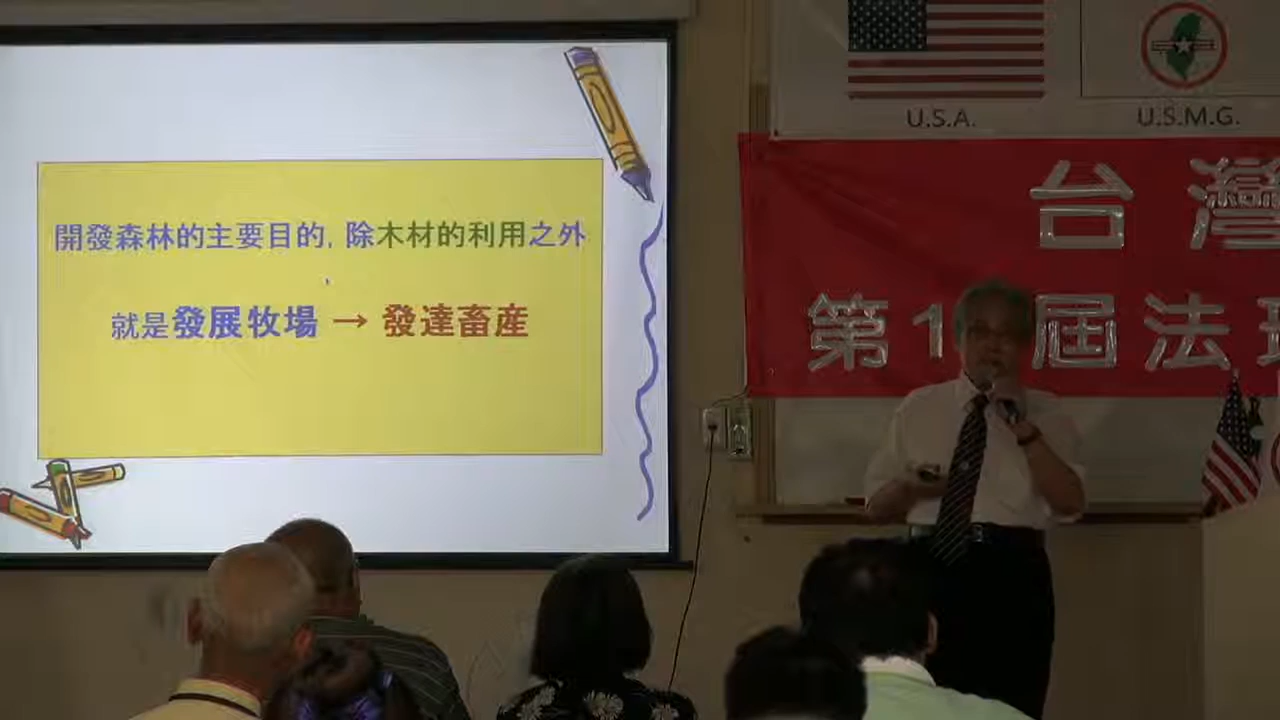 開發森林的主要目的, 除木材的利用之外
就是發展牧場 → 發達畜産
U.S.A.
U.S.M.G.
台灣
第1 屆法